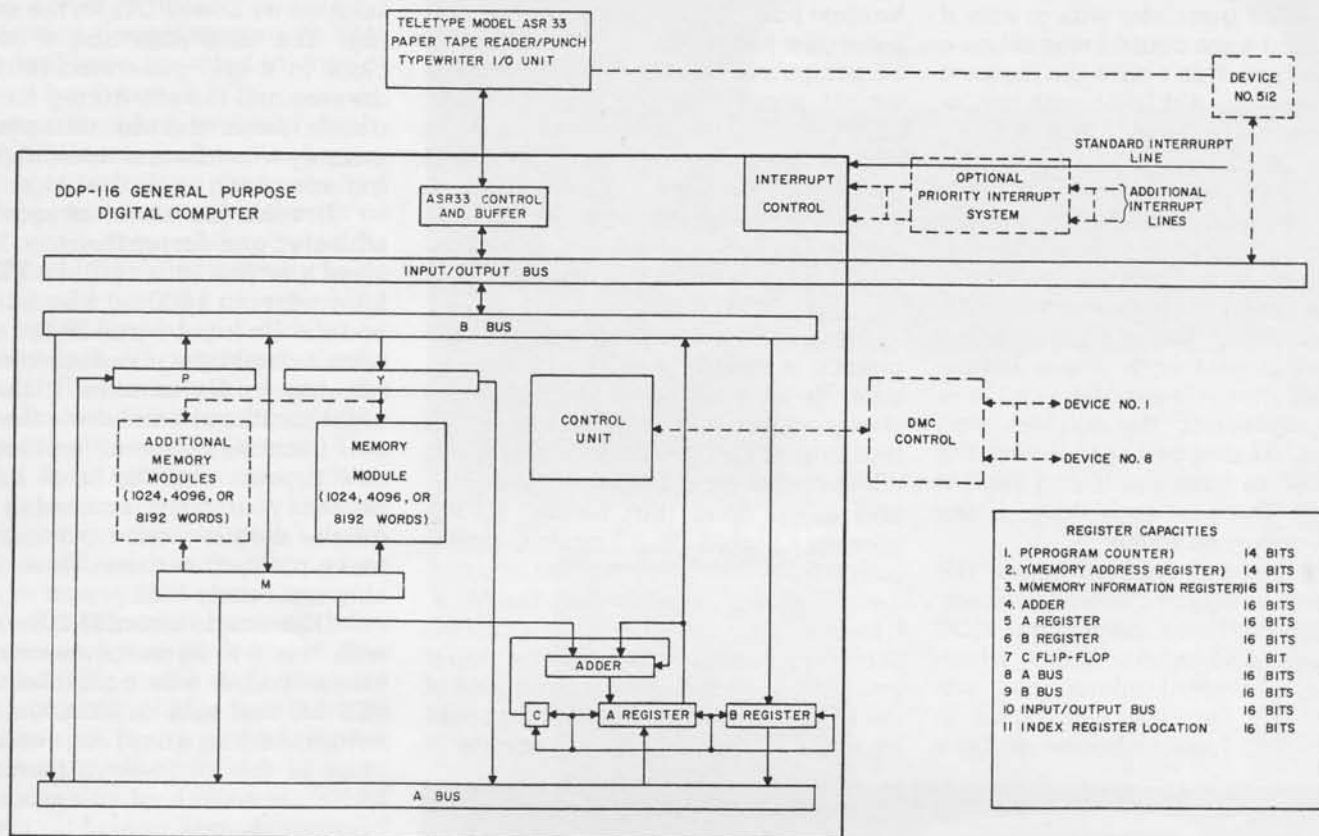 TELETYPE MODEL ASR 33
PAPER TAPE READER/PUNCH
TYPEWRITER I/O UNIT
DEVICE
NO. 512
STANDARD INTERRURPT
LINE
INTERRUPT
CONTROL
OPTIONAL
PRIORITY INTERRUPT
SYSTEM
ADDITIONAL
INTERRUPT
LINES
DDP-116 GENERAL PURPOSE
DIGITAL COMPUTER
ASR33 CONTROL
AND BUFFER
INPUT/OUTPUT BUS
B BUS
P
Y
ADDITIONAL
MEMORY
MODULES
(1024, 4096, OR
8192 WORDS)
MEMORY
MODULE
(1024, 4096, OR
8192 WORDS)
CONTROL
UNIT
DMC
CONTROL
DEVICE NO. 1
DEVICE NO. 8
M
ADDER
C
A REGISTER
B REGISTER
A BUS
REGISTER CAPACITIES
1. P(PROGRAM COUNTER) 14 BITS
2. Y(MEMORY ADDRESS REGISTER) 14 BITS
3. M(MEMORY INFORMATION REGISTER) 16 BITS
4. ADDER 16 BITS
5 A REGISTER 16 BITS
6 B REGISTER 16 BITS
7 C FLIP-FLOP 1 BIT
8 A BUS 16 BITS
9 B BUS 16 BITS
10 INPUT/OUTPUT BUS 16 BITS
11 INDEX REGISTER LOCATION 16 BITS